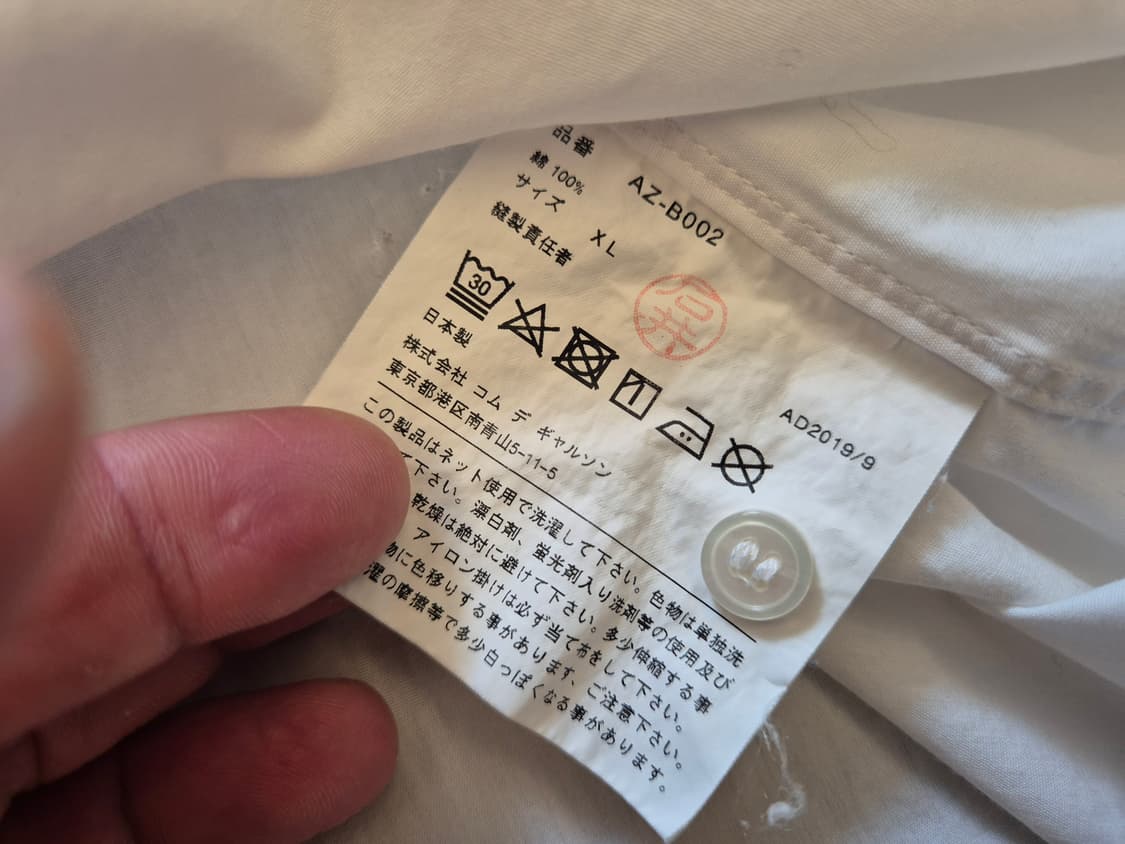 品番 AZ-B002
綿 100%
サイズ XL
縫製責任者
石井
30
日本製
株式会社 コム デ ギャルソン
東京都港区南青山5-11-5
AD2019/9
この製品はネット使用で洗濯して下さい。色物は単独洗
て下さい。漂白剤、蛍光剤入り洗剤等の使用及び
乾燥は絶対に避けて下さい。多少伸縮する事
アイロン掛けは必ず当て布をして下さい。
物に色移りする事があります、ご注意下さい。
濯の摩擦等で多少白っぽくなる事があります。